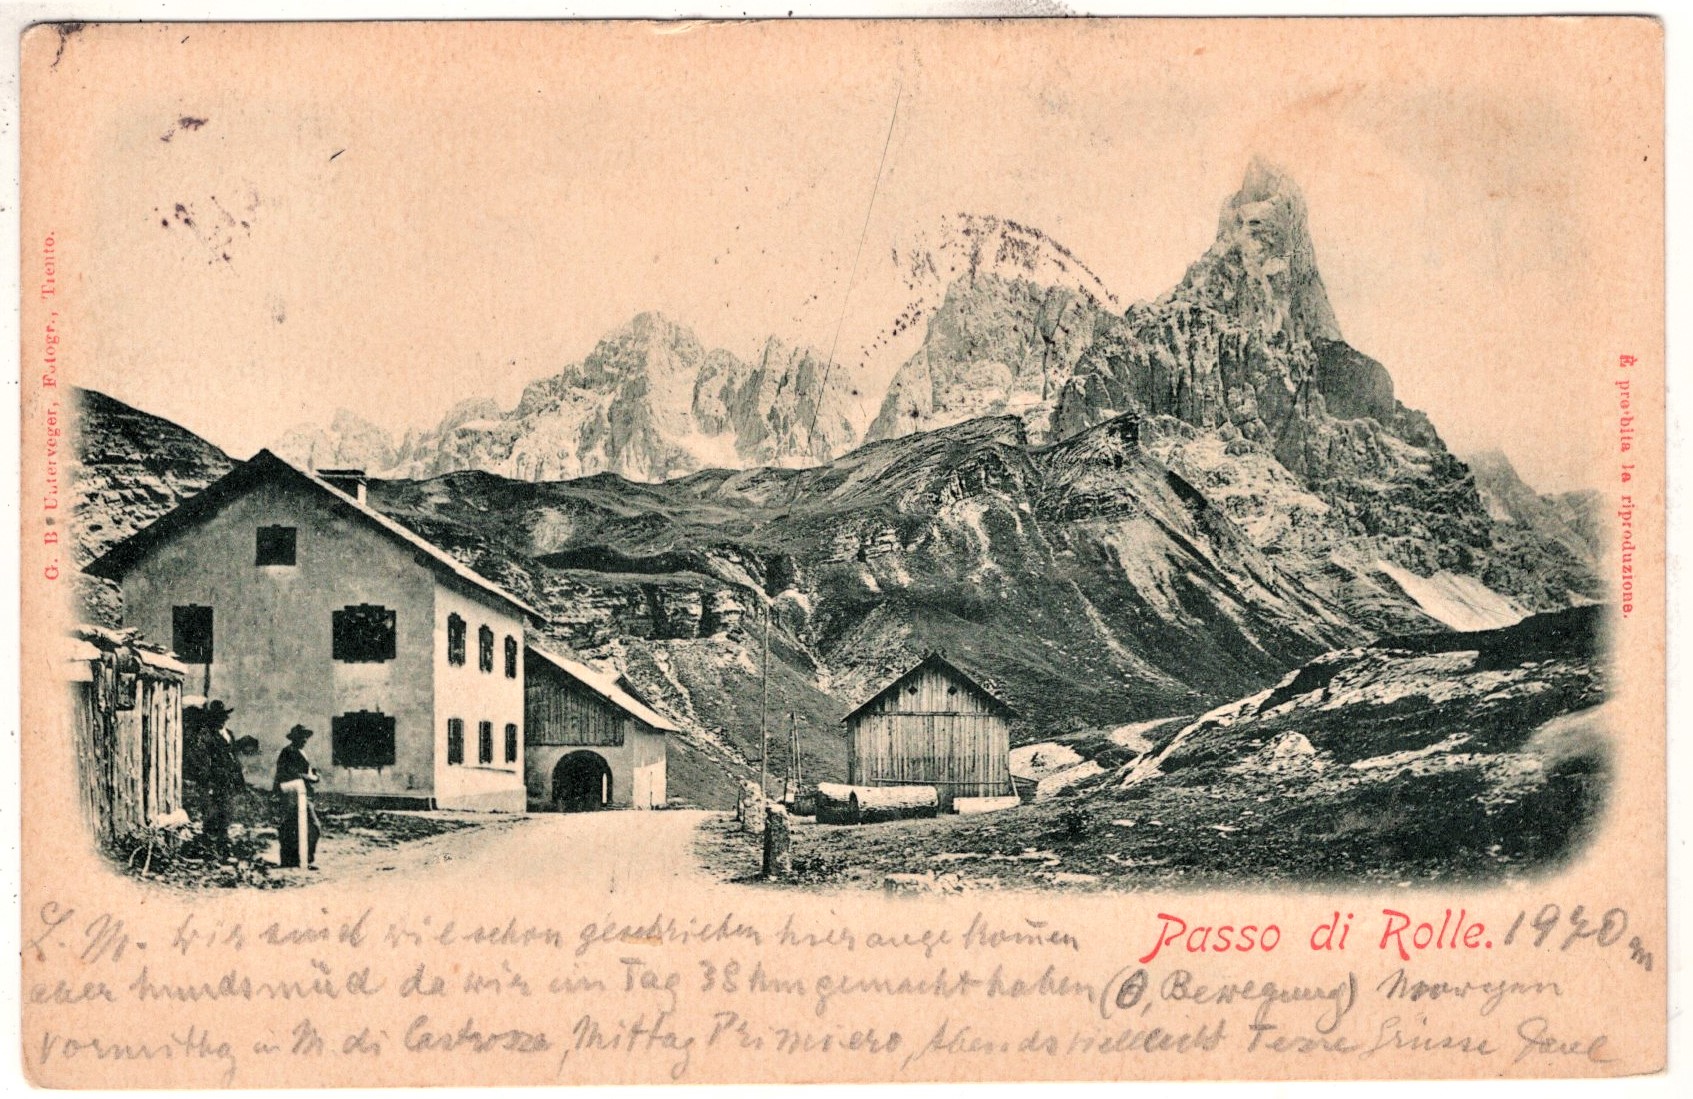 G. B. Unterveger, Fotogr., Trento.
È proibita la riproduzione.
Passo di Rolle. 1970 m
L. M. Wir sind wie schon geschrieben hier angekom̄en
aber hundsmüd da wir ein Tag 38 km gemacht haben (O, Bewegung) Morgen
Vormittag in M. di Castrozza, Mittag Primiero, Abends vielleicht Grüsse Paul